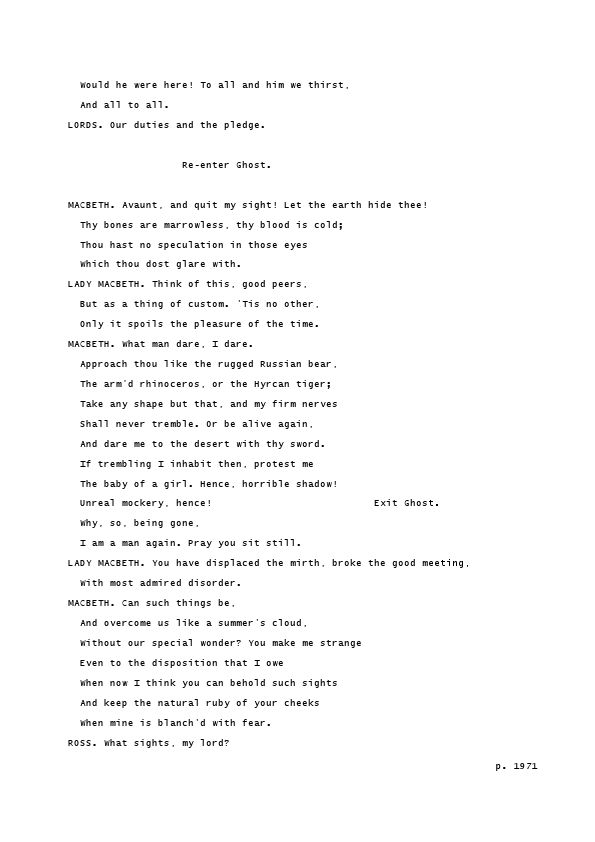 Would he were here! To all and him we thirst,
And all to all.
LORDS. Our duties and the pledge.
Re-enter Ghost.
MACBETH. Avaunt, and quit my sight! Let the earth hide thee!
Thy bones are marrowless, thy blood is cold;
Thou hast no speculation in those eyes
Which thou dost glare with.
LADY MACBETH. Think of this, good peers,
But as a thing of custom. 'Tis no other,
Only it spoils the pleasure of the time.
MACBETH. What man dare, I dare.
Approach thou like the rugged Russian bear,
The arm'd rhinoceros, or the Hyrcan tiger;
Take any shape but that, and my firm nerves
Shall never tremble. Or be alive again,
And dare me to the desert with thy sword.
If trembling I inhabit then, protest me
The baby of a girl. Hence, horrible shadow!
Unreal mockery, hence! Exit Ghost.
Why, so, being gone,
I am a man again. Pray you sit still.
LADY MACBETH. You have displaced the mirth, broke the good meeting,
With most admired disorder.
MACBETH. Can such things be,
And overcome us like a summer's cloud,
Without our special wonder? You make me strange
Even to the disposition that I owe
When now I think you can behold such sights
And keep the natural ruby of your cheeks
When mine is blanch'd with fear.
ROSS. What sights, my lord?
p. 1971